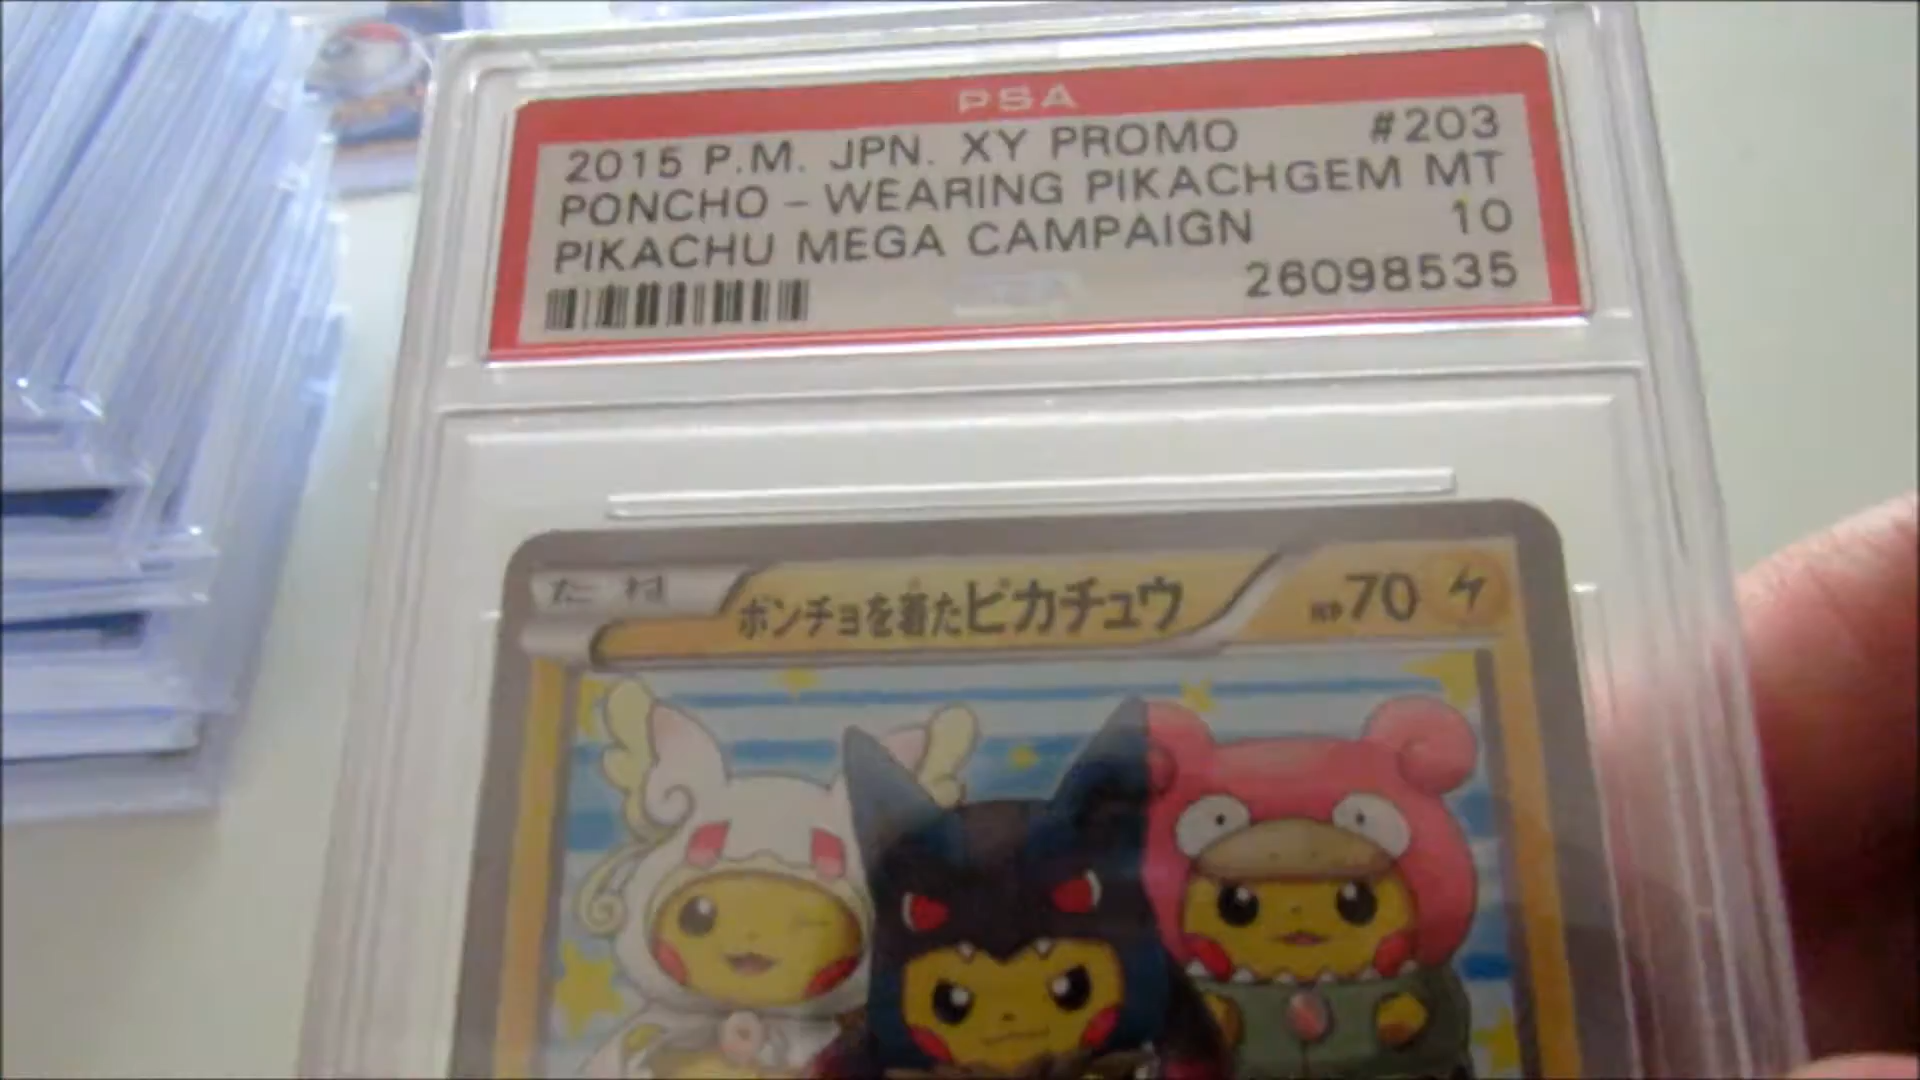 PSA
2015 P.M. JPN. XY PROMO #203
PONCHO - WEARING PIKACHGEM MT
PIKACHU MEGA CAMPAIGN 10
26098535
たね ポンチョを着たピカチュウ HP70